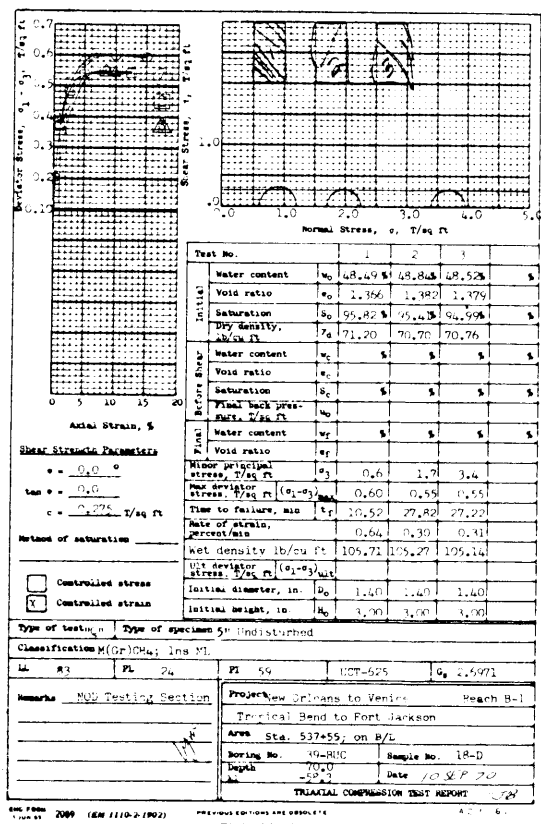 0.7
0.6
0.5
0.4
0.3
0.2
0.10
Deviator Stress, σ1 - σ3, T/sq ft
0 5 10 15 20
Axial Strain, %
Shear Stress, τ, T/sq ft
1.0
.0
0.0 1.0 2.0 3.0 4.0 5.0
Normal Stress, σ, T/sq ft
Shear Strength Parameters
φ = 0.0 °
tan φ = 0.0
c = 0.275 T/sq ft
Method of saturation
Controlled stress
X Controlled strain
Test No. 1 2 3
Initial
Water content w₀ 48.49 % 48.84 % 48.52 % %
Void ratio e₀ 1.366 1.382 1.379
Saturation S₀ 95.82 % 95.41 % 94.99 % %
Dry density, lb/cu ft γd 71.20 70.70 70.76
Before Shear
Water content wc % % % %
Void ratio ec
Saturation Sc % % % %
Final back pressure, T/sq ft u₀
Final
Water content wf % % % %
Void ratio ef
Minor principal stress, T/sq ft σ3 0.6 1.7 3.4
Max deviator stress, T/sq ft (σ1-σ3)max 0.60 0.55 0.55
Time to failure, min tf 10.52 27.82 27.22
Rate of strain, percent/min 0.64 0.30 0.31
Wet density lb/cu ft 105.71 105.27 105.14
Ult deviator stress, T/sq ft (σ1-σ3)ult
Initial diameter, in. D₀ 1.40 1.40 1.40
Initial height, in. H₀ 3.00 3.00 3.00
Type of test Type of specimen 5" Undisturbed
Classification M(Gr)CH4; lns ML
LL 83 PL 24 PI 59 UCT-625 Gs 2.6971
Remarks NOD Testing Section
Project New Orleans to Venice Reach B-1
Tropical Bend to Fort Jackson
Area Sta. 537+55; on B/L
Boring No. 39-BUC Sample No. 18-D
Depth 70.0
El -58.3 Date 10 SEP 70
TRIAXIAL COMPRESSION TEST REPORT
ENG FORM 2089 (EM 1110-2-1902) PREVIOUS EDITIONS ARE OBSOLETE